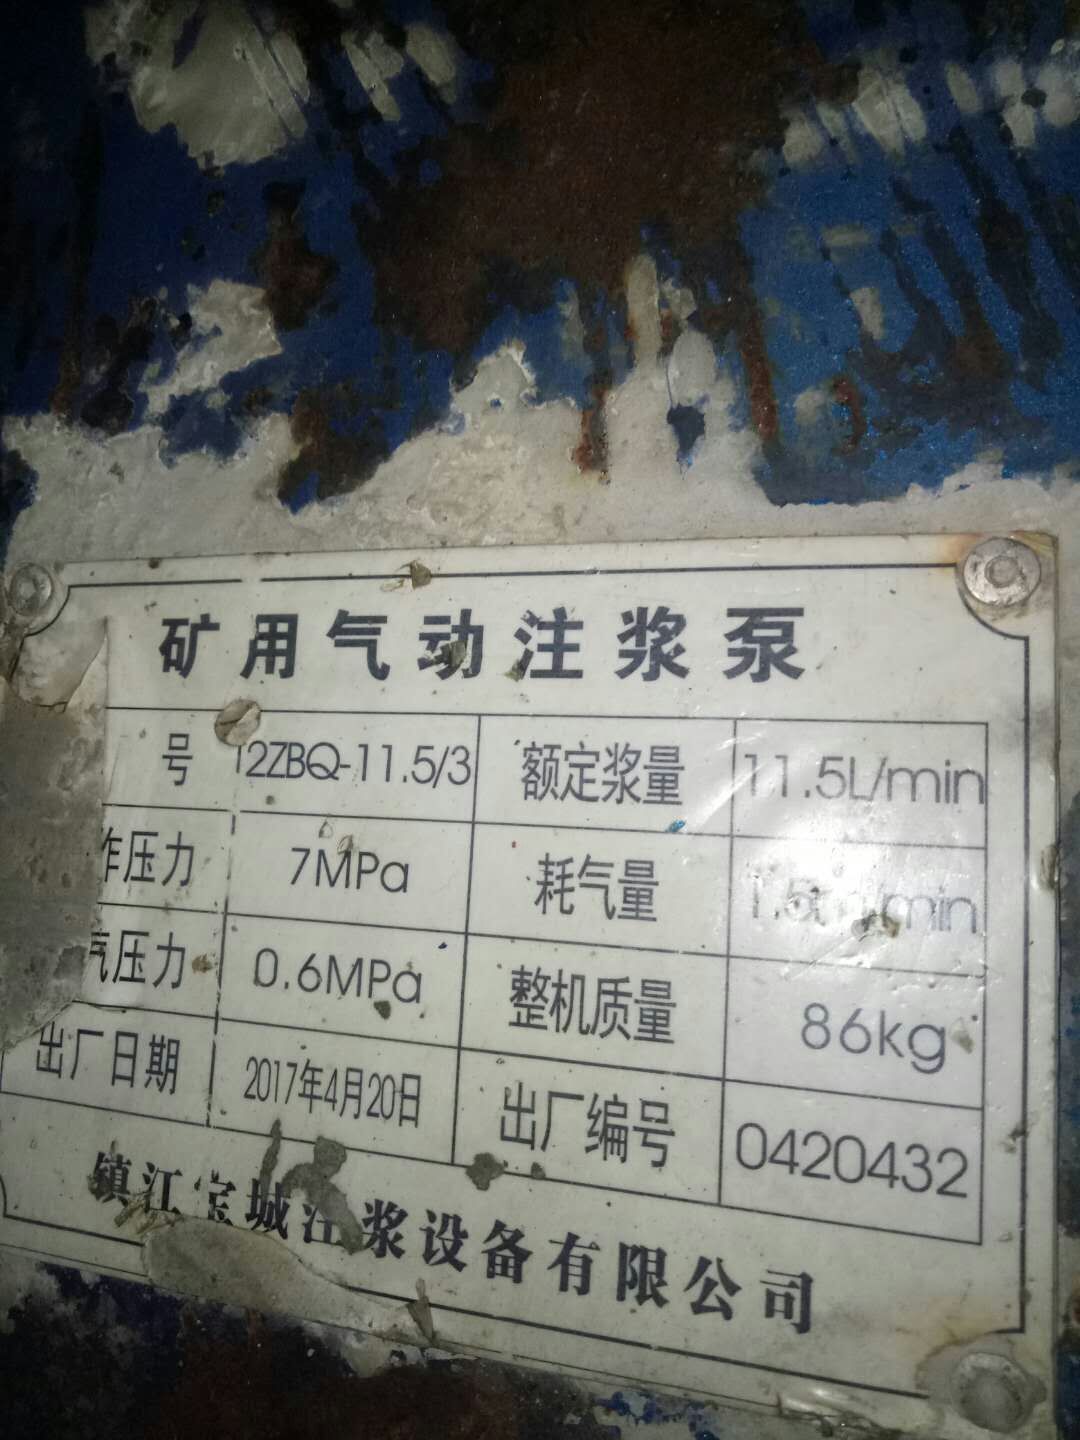 矿用气动注浆泵
号 2ZBQ-11.5/3 额定浆量 11.5L/min
作压力 7MPa 耗气量
气压力 0.6MPa 整机质量 86kg
出厂日期 2017年4月20日 出厂编号 0420432
镇江宝城注浆设备有限公司